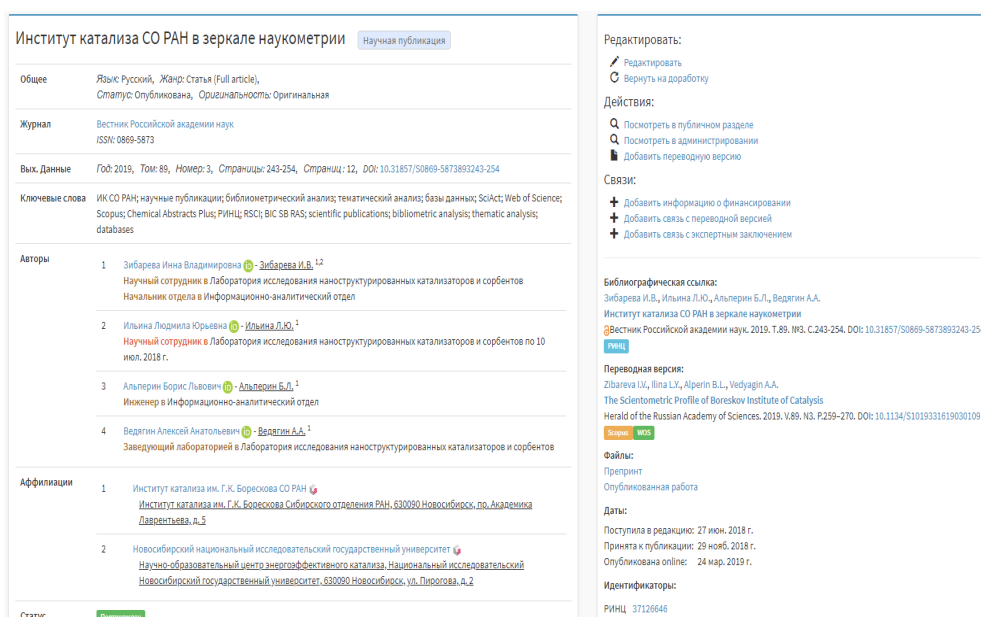 Институт катализа СО РАН в зеркале наукометрии Научная публикация
Общее Язык: Русский, Жанр: Статья (Full article),
Статус: Опубликована, Оригинальность: Оригинальная
Журнал Вестник Российской академии наук
ISSN: 0869-5873
Вых. Данные Год: 2019, Том: 89, Номер: 3, Страницы: 243-254, Страниц : 12, DOI: 10.31857/S0869-5873893243-254
Ключевые слова ИК СО РАН; научные публикации; библиометрический анализ; тематический анализ; базы данных; SciAct; Web of Science;
Scopus; Chemical Abstracts Plus; РИНЦ; RSCI; BIC SB RAS; scientific publications; bibliometric analysis; thematic analysis;
databases
Авторы
1 Зибарева Инна Владимировна iD - Зибарева И.В. 1,2
Научный сотрудник в Лаборатория исследования наноструктурированных катализаторов и сорбентов
Начальник отдела в Информационно-аналитический отдел
2 Ильина Людмила Юрьевна iD - Ильина Л.Ю. 1
Научный сотрудник в Лаборатория исследования наноструктурированных катализаторов и сорбентов по 10
июл. 2018 г.
3 Альперин Борис Львович iD - Альперин Б.Л. 1
Инженер в Информационно-аналитический отдел
4 Ведягин Алексей Анатольевич iD - Ведягин А.А. 1
Заведующий лабораторией в Лаборатория исследования наноструктурированных катализаторов и сорбентов
Аффилиации
1 Институт катализа им. Г.К. Борескова СО РАН
Институт катализа им. Г.К. Борескова Сибирского отделения РАН, 630090 Новосибирск, пр. Академика
Лаврентьева, д. 5
2 Новосибирский национальный исследовательский государственный университет
Научно-образовательный центр энергоэффективного катализа, Национальный исследовательский
Новосибирский государственный университет, 630090 Новосибирск, ул. Пирогова, д. 2
Статус
Редактировать:
Редактировать
Вернуть на доработку
Действия:
Посмотреть в публичном разделе
Посмотреть в администрировании
Добавить переводную версию
Связи:
Добавить информацию о финансировании
Добавить связь с переводной версией
Добавить связь с экспертным заключением
Библиографическая ссылка:
Зибарева И.В., Ильина Л.Ю., Альперин Б.Л., Ведягин А.А.
Институт катализа СО РАН в зеркале наукометрии
Вестник Российской академии наук. 2019. Т.89. №3. С.243-254. DOI: 10.31857/S0869-5873893243-25
РИНЦ
Переводная версия:
Zibareva I.V., Ilina L.Y., Alperin B.L., Vedyagin A.A.
The Scientometric Profile of Boreskov Institute of Catalysis
Herald of the Russian Academy of Sciences. 2019. V.89. N3. P.259–270. DOI: 10.1134/S1019331619030109
Scopus WOS
Файлы:
Препринт
Опубликованная работа
Даты:
Поступила в редакцию: 27 июн. 2018 г.
Принята к публикации: 29 нояб. 2018 г.
Опубликована online: 24 мар. 2019 г.
Идентификаторы:
РИНЦ 37126646